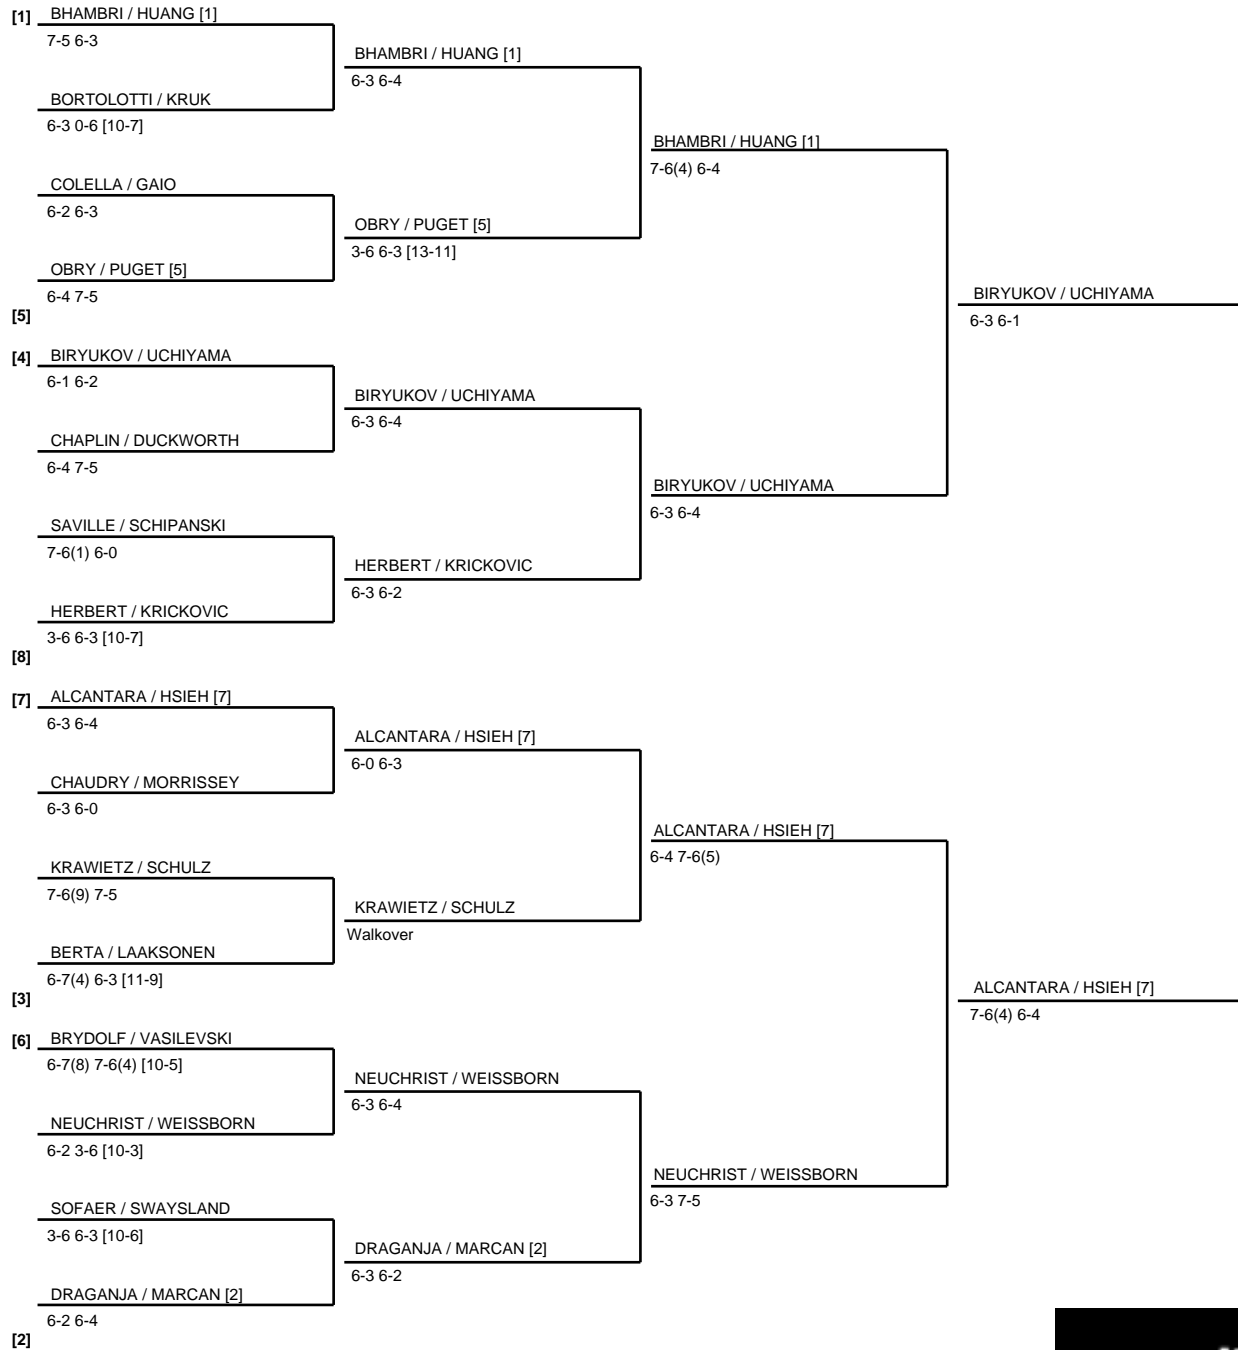 [1] BHAMBRI / HUANG [1]
7-5 6-3
BHAMBRI / HUANG [1]
6-3 6-4
BORTOLOTTI / KRUK
6-3 0-6 [10-7]
BHAMBRI / HUANG [1]
7-6(4) 6-4
COLELLA / GAIO
6-2 6-3
OBRY / PUGET [5]
3-6 6-3 [13-11]
OBRY / PUGET [5]
6-4 7-5
[5]
BIRYUKOV / UCHIYAMA
6-3 6-1
[4] BIRYUKOV / UCHIYAMA
6-1 6-2
BIRYUKOV / UCHIYAMA
6-3 6-4
CHAPLIN / DUCKWORTH
6-4 7-5
BIRYUKOV / UCHIYAMA
6-3 6-4
SAVILLE / SCHIPANSKI
7-6(1) 6-0
HERBERT / KRICKOVIC
6-3 6-2
HERBERT / KRICKOVIC
3-6 6-3 [10-7]
[8]
[7] ALCANTARA / HSIEH [7]
6-3 6-4
ALCANTARA / HSIEH [7]
6-0 6-3
CHAUDRY / MORRISSEY
6-3 6-0
ALCANTARA / HSIEH [7]
6-4 7-6(5)
KRAWIETZ / SCHULZ
7-6(9) 7-5
KRAWIETZ / SCHULZ
Walkover
BERTA / LAAKSONEN
6-7(4) 6-3 [11-9]
[3]
ALCANTARA / HSIEH [7]
7-6(4) 6-4
[6] BRYDOLF / VASILEVSKI
6-7(8) 7-6(4) [10-5]
NEUCHRIST / WEISSBORN
6-3 6-4
NEUCHRIST / WEISSBORN
6-2 3-6 [10-3]
NEUCHRIST / WEISSBORN
6-3 7-5
SOFAER / SWAYSLAND
3-6 6-3 [10-6]
DRAGANJA / MARCAN [2]
6-3 6-2
DRAGANJA / MARCAN [2]
6-2 6-4
[2]